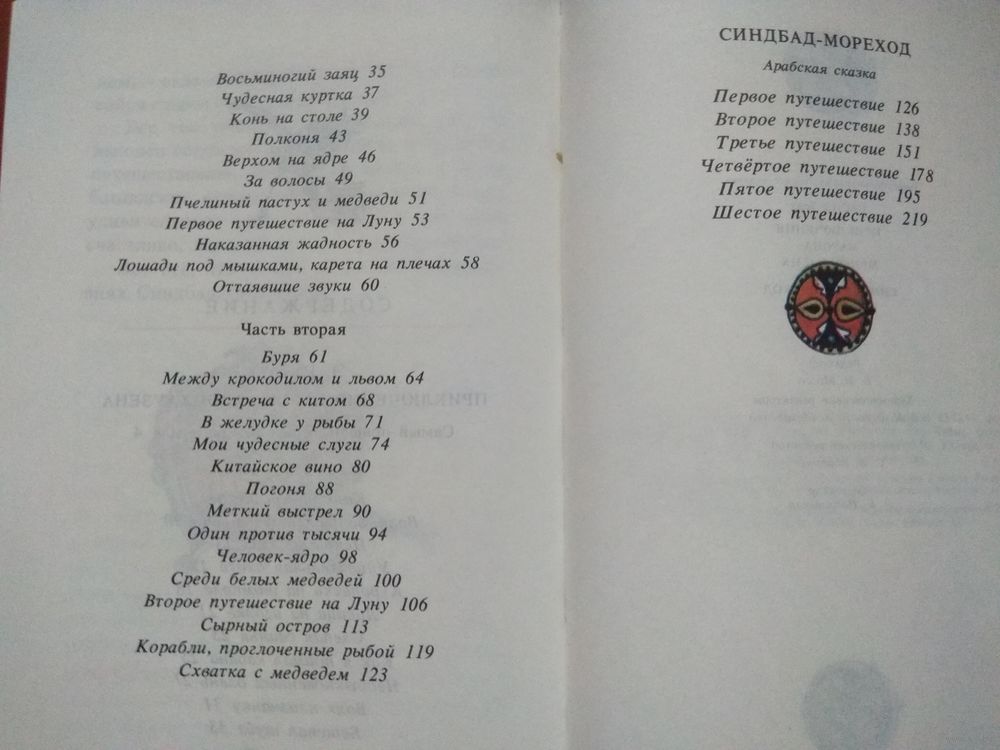 Восьминогий заяц 35
Чудесная куртка 37
Конь на столе 39
Полконя 43
Верхом на ядре 46
За волосы 49
Пчелиный пастух и медведи 51
Первое путешествие на Луну 53
Наказанная жадность 56
Лошади под мышками, карета на плечах 58
Оттаявшие звуки 60
Часть вторая
Буря 61
Между крокодилом и львом 64
Встреча с китом 68
В желудке у рыбы 71
Мои чудесные слуги 74
Китайское вино 80
Погоня 88
Меткий выстрел 90
Один против тысячи 94
Человек-ядро 98
Среди белых медведей 100
Второе путешествие на Луну 106
Сырный остров 113
Корабли, проглоченные рыбой 119
Схватка с медведем 123
СИНДБАД-МОРЕХОД
Арабская сказка
Первое путешествие 126
Второе путешествие 138
Третье путешествие 151
Четвёртое путешествие 178
Пятое путешествие 195
Шестое путешествие 219